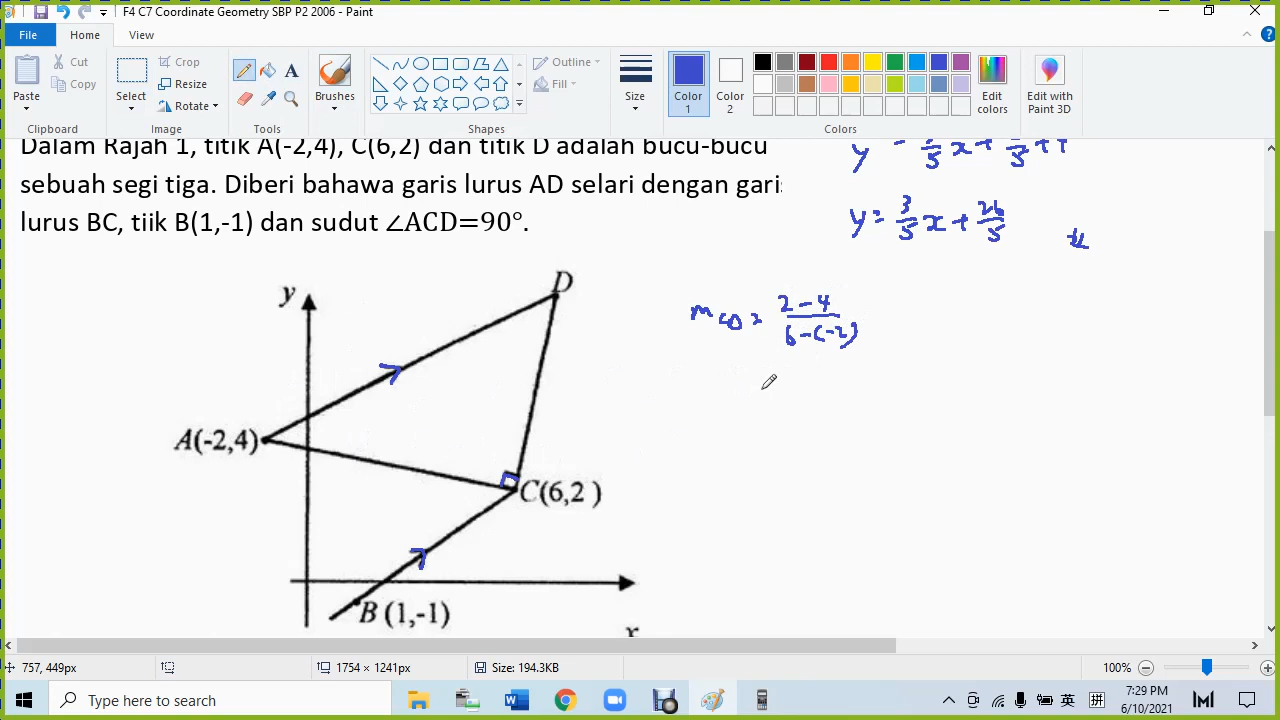 F4 C7 Coordinate Geometry SBP P2 2006 - Paint
File Home View
Paste Cut Copy Clipboard
Select Crop Resize Rotate Image
A Tools
Brushes
Outline Fill Shapes
Size
Color 1 Color 2 Edit colors Colors
Edit with Paint 3D
Dalam Rajah 1, titik A(-2,4), C(6,2) dan titik D adalah bucu-bucu
sebuah segi tiga. Diberi bahawa garis lurus AD selari dengan garis
lurus BC, tiik B(1,-1) dan sudut ∠ACD=90°.
y = 3/5 x + 26/5
m CD = 2-4 / 6-(-2)
y
D
A(-2,4)
C(6,2 )
B (1,-1)
x
757, 449px 1754 × 1241px Size: 194.3KB 100%
Type here to search
英 拼 7:29 PM
6/10/2021